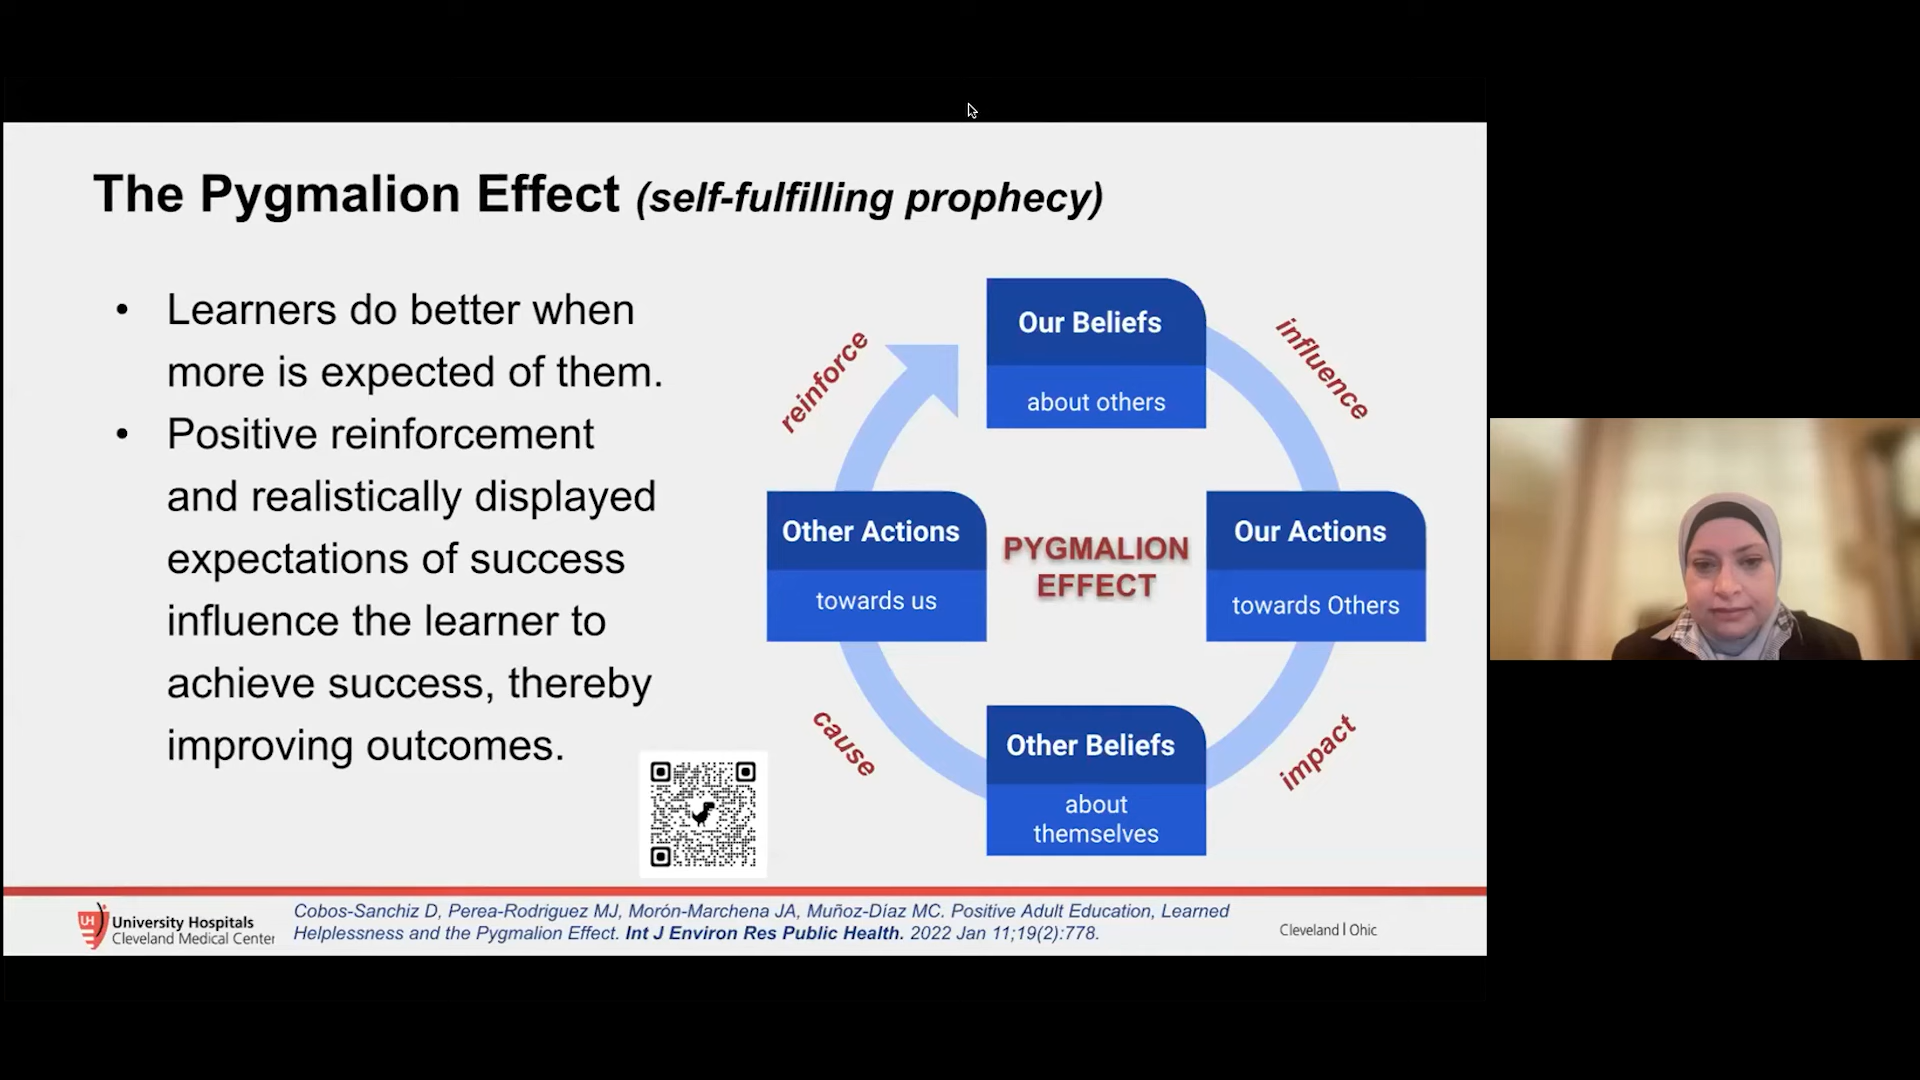 The Pygmalion Effect (self-fulfilling prophecy)
• Learners do better when
more is expected of them.
• Positive reinforcement
and realistically displayed
expectations of success
influence the learner to
achieve success, thereby
improving outcomes.
Our Beliefs
about others
influence
Our Actions
towards Others
impact
Other Beliefs
about
themselves
cause
Other Actions
towards us
reinforce
PYGMALION
EFFECT
UH
University Hospitals
Cleveland Medical Center
Cobos-Sanchiz D, Perea-Rodriguez MJ, Morón-Marchena JA, Muñoz-Díaz MC. Positive Adult Education, Learned
Helplessness and the Pygmalion Effect. Int J Environ Res Public Health. 2022 Jan 11;19(2):778.
Cleveland | Ohio